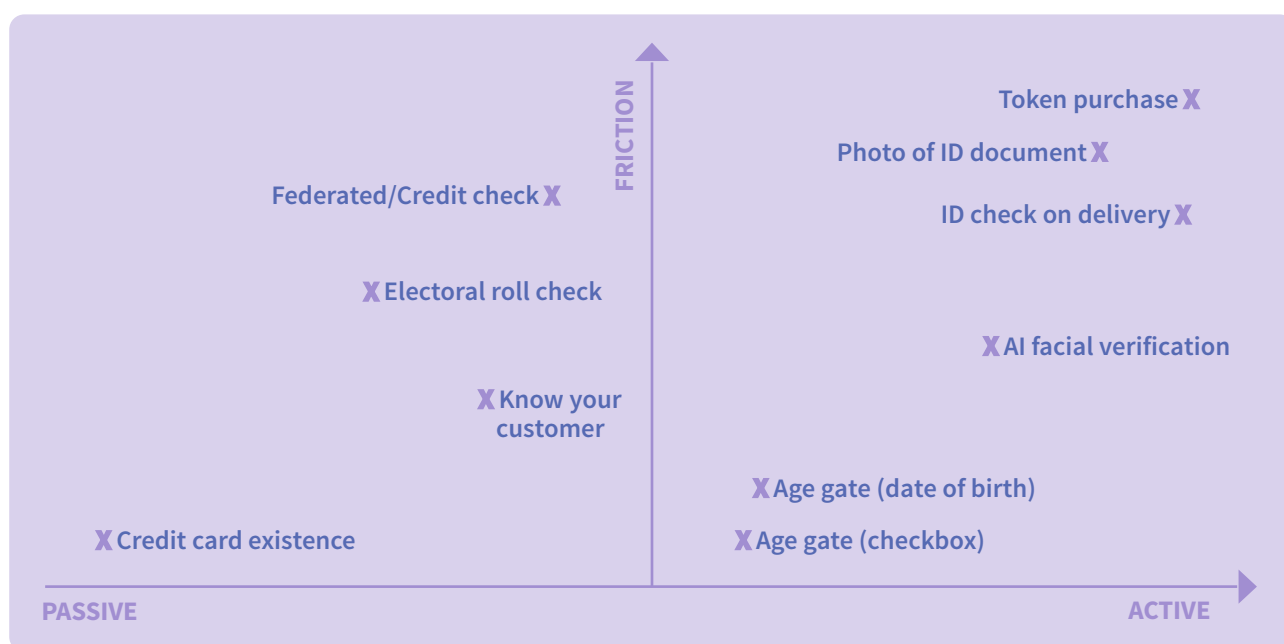 FRICTION
Token purchase X
Photo of ID document X
Federated/Credit check X
ID check on delivery X
X Electoral roll check
X AI facial verification
X Know your
customer
X Age gate (date of birth)
X Credit card existence
X Age gate (checkbox)
PASSIVE
ACTIVE